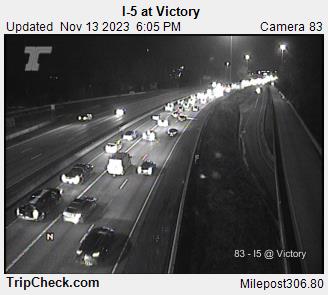 I-5 at Victory
Updated Nov 13 2023 6:05 PM Camera 83
T
N
83 - I5 @ Victory
TripCheck.com Milepost306.80